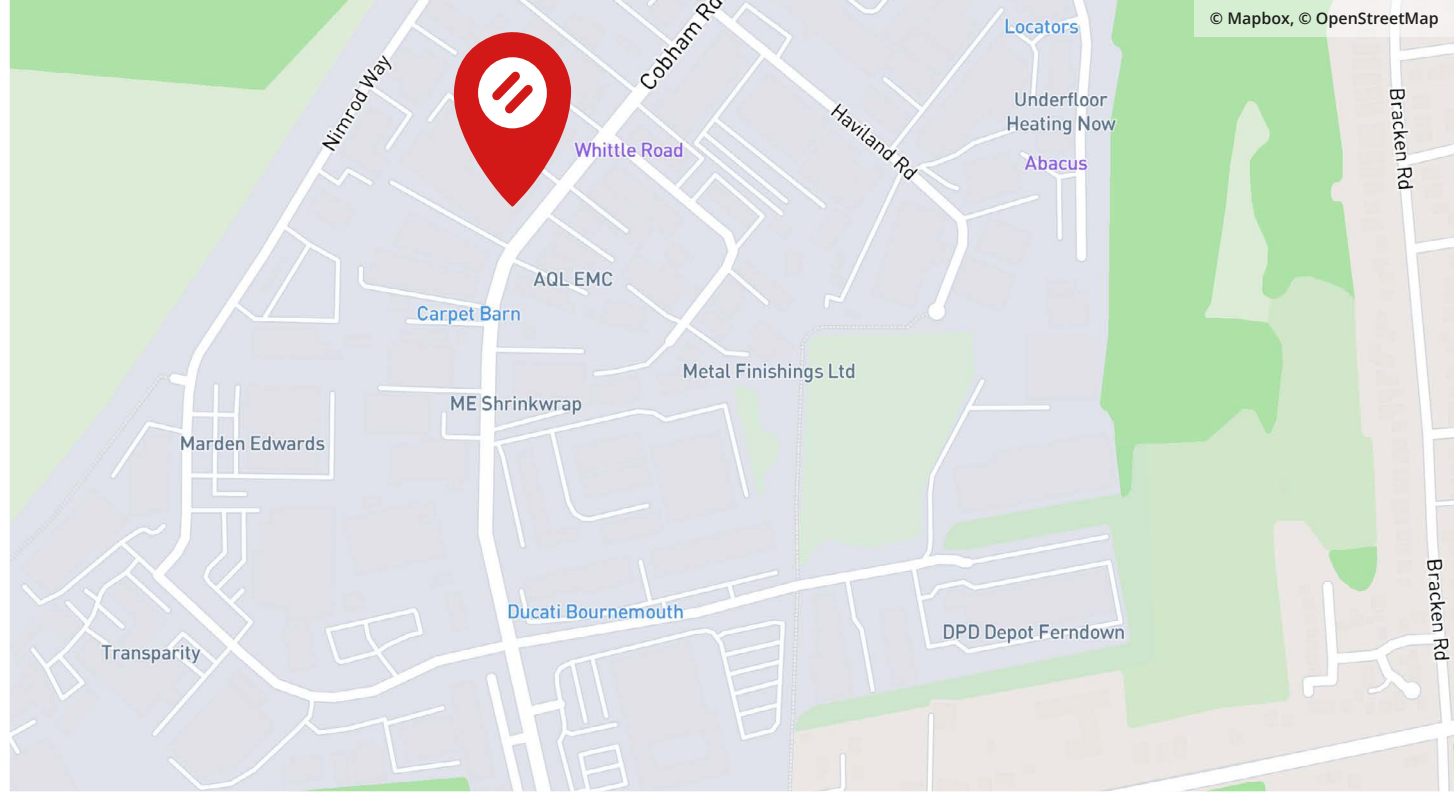 © Mapbox, © OpenStreetMap
Locators
Cobham Rd
Nimrod Way
Underfloor
Heating Now
Haviland Rd
Bracken Rd
Whittle Road
Abacus
AQL EMC
Carpet Barn
Metal Finishings Ltd
ME Shrinkwrap
Marden Edwards
Bracken Rd
Ducati Bournemouth
DPD Depot Ferndown
Transparity